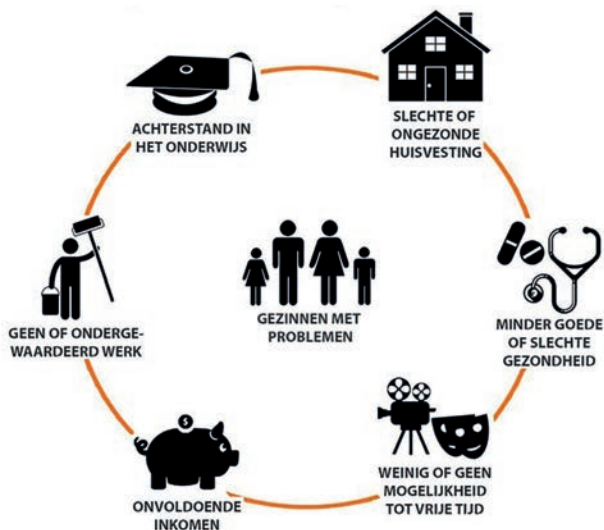 ACHTERSTAND IN
HET ONDERWIJS
SLECHTE OF
ONGEZONDE
HUISVESTING
GEEN OF ONDERGE-
WAARDEERD WERK
GEZINNEN MET
PROBLEMEN
MINDER GOEDE
OF SLECHTE
GEZONDHEID
ONVOLDOENDE
INKOMEN
WEINIG OF GEEN
MOGELIJKHEID
TOT VRIJE TIJD